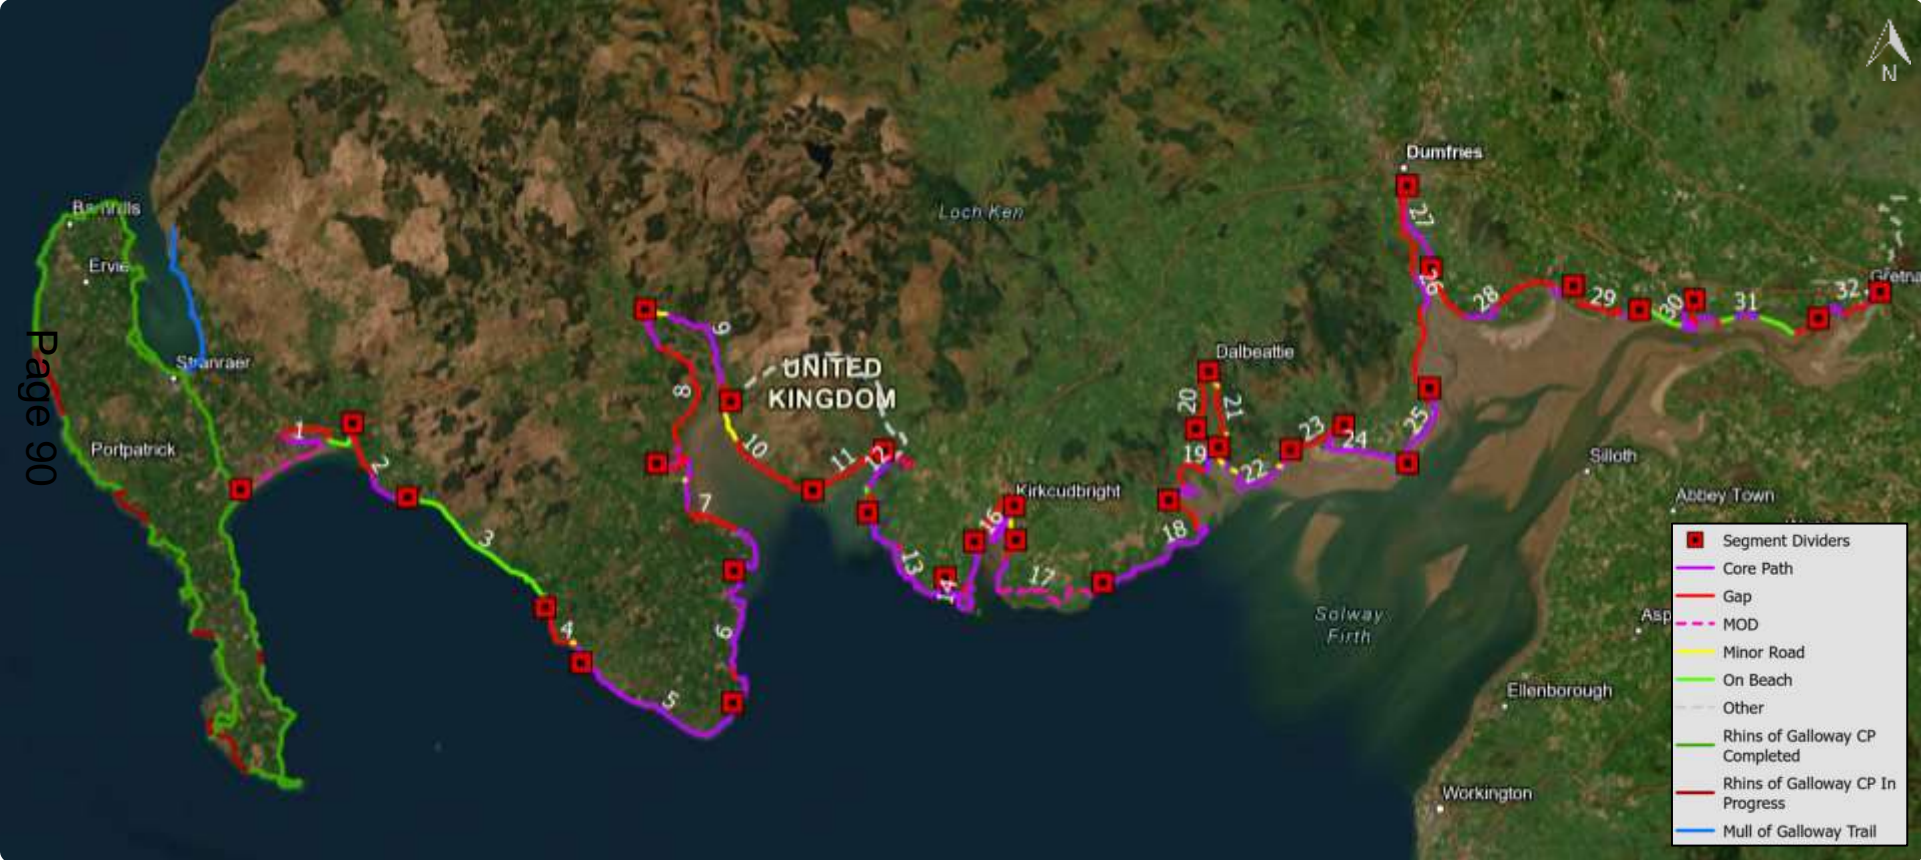 N
Dumfries
Barnhills
Loch Ken
Ervie
27
Gretna
26
28
29
30
31
32
Page 90
Stranraer
9
UNITED
KINGDOM
Dalbeattie
8
20
21
Portpatrick
1
2
10
11
12
19
22
23
24
25
Silloth
Kirkcudbright
Abbey Town
7
16
3
18
13
14
17
4
6
5
Solway
Firth
Asp
Ellenborough
Workington
Segment Dividers
Core Path
Gap
MOD
Minor Road
On Beach
Other
Rhins of Galloway CP
Completed
Rhins of Galloway CP In
Progress
Mull of Galloway Trail